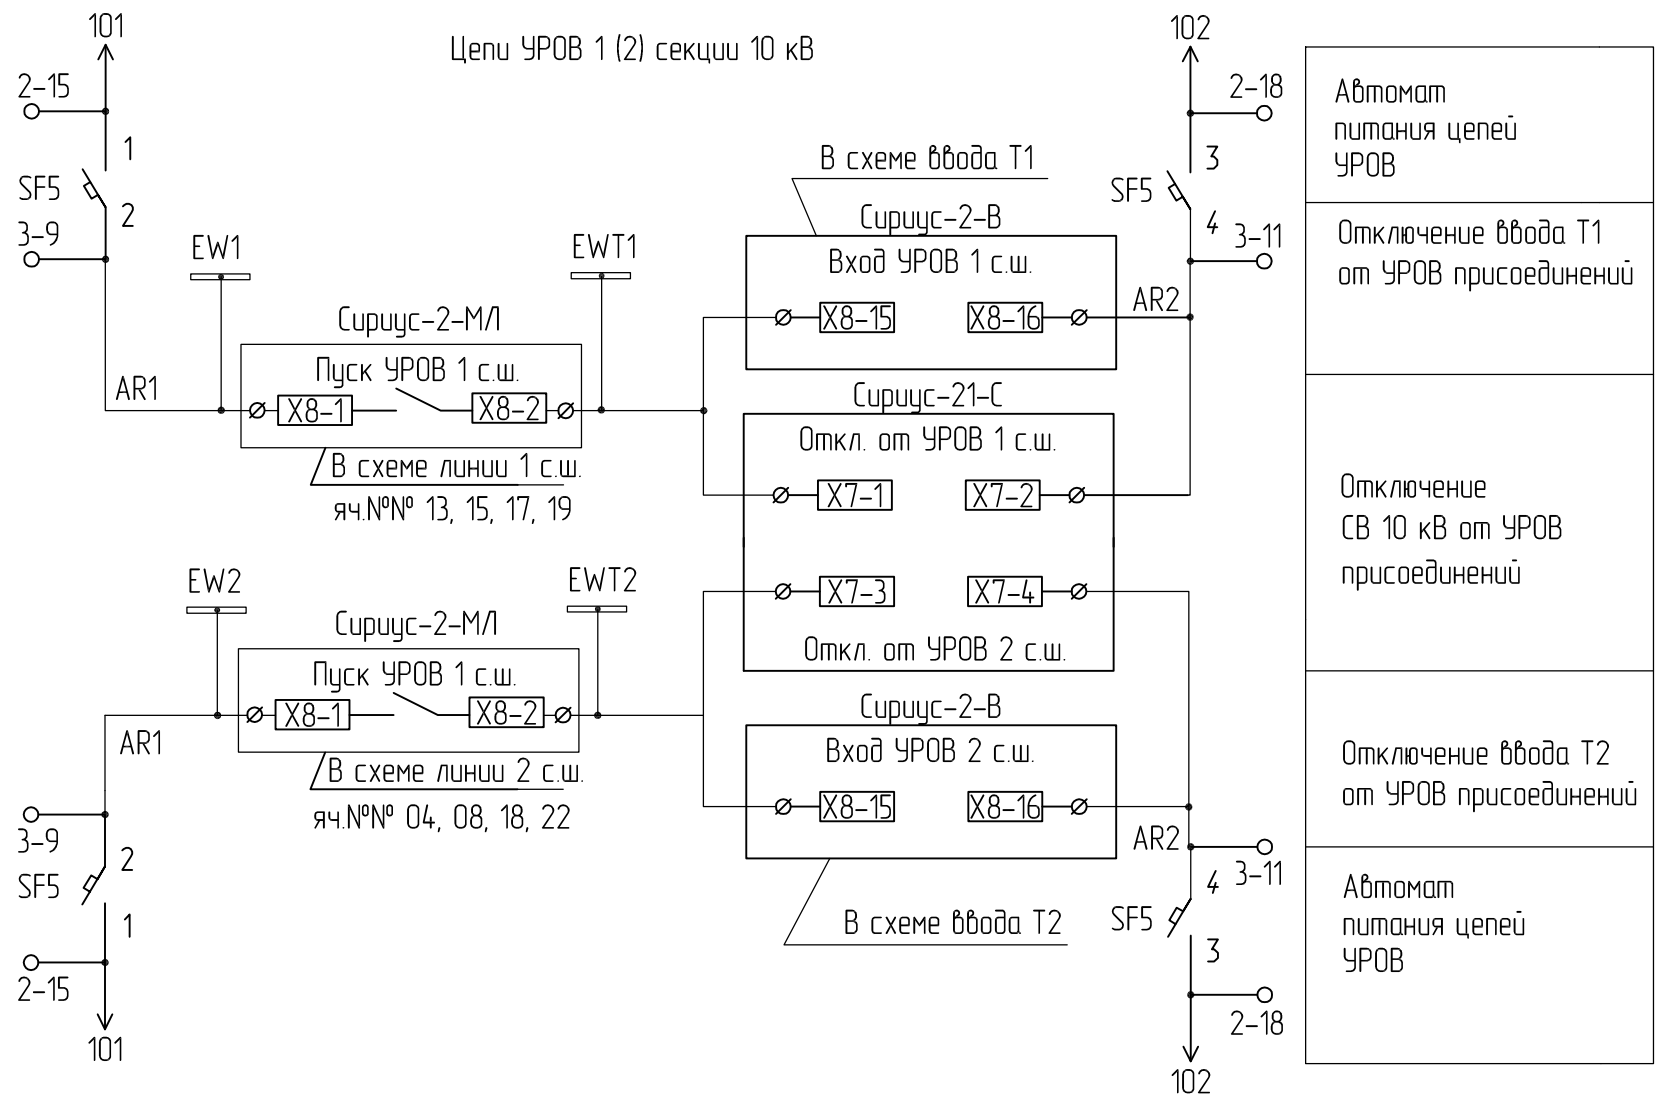 Цепи УРОВ 1 (2) секции 10 кВ
101
2-15
1
SF5
2
3-9
AR1
EW1
Сириус-2-МЛ
Пуск УРОВ 1 с.ш.
X8-1
X8-2
В схеме линии 1 с.ш.
яч.№№ 13, 15, 17, 19
EWT1
В схеме ввода Т1
Сириус-2-В
Вход УРОВ 1 с.ш.
X8-15
X8-16
AR2
102
2-18
3
SF5
4
3-11
Сириус-21-С
Откл. от УРОВ 1 с.ш.
X7-1
X7-2
X7-3
X7-4
Откл. от УРОВ 2 с.ш.
EW2
Сириус-2-МЛ
Пуск УРОВ 1 с.ш.
X8-1
X8-2
В схеме линии 2 с.ш.
яч.№№ 04, 08, 18, 22
EWT2
AR1
3-9
2
SF5
1
2-15
101
Сириус-2-В
Вход УРОВ 2 с.ш.
X8-15
X8-16
В схеме ввода Т2
AR2
3-11
4
SF5
3
2-18
102
Автомат
питания цепей
УРОВ
Отключение ввода Т1
от УРОВ присоединений
Отключение
СВ 10 кВ от УРОВ
присоединений
Отключение ввода Т2
от УРОВ присоединений
Автомат
питания цепей
УРОВ